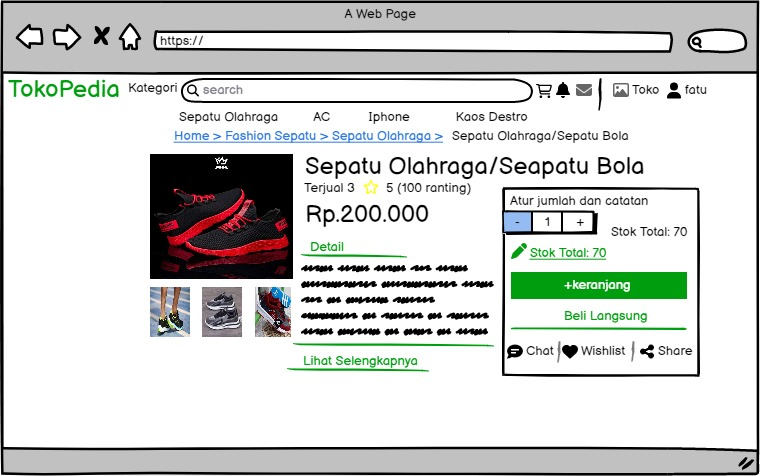 A Web Page
https://
TokoPedia Kategori search Toko fatu
Sepatu Olahraga AC Iphone Kaos Destro
Home > Fashion Sepatu > Sepatu Olahraga > Sepatu Olahraga/Sepatu Bola
Sepatu Olahraga/Seapatu Bola
Terjual 3 5 (100 ranting)
Rp.200.000
Detail
Lihat Selengkapnya
Atur jumlah dan catatan
- 1 +
Stok Total: 70
Stok Total: 70
+keranjang
Beli Langsung
Chat Wishlist Share